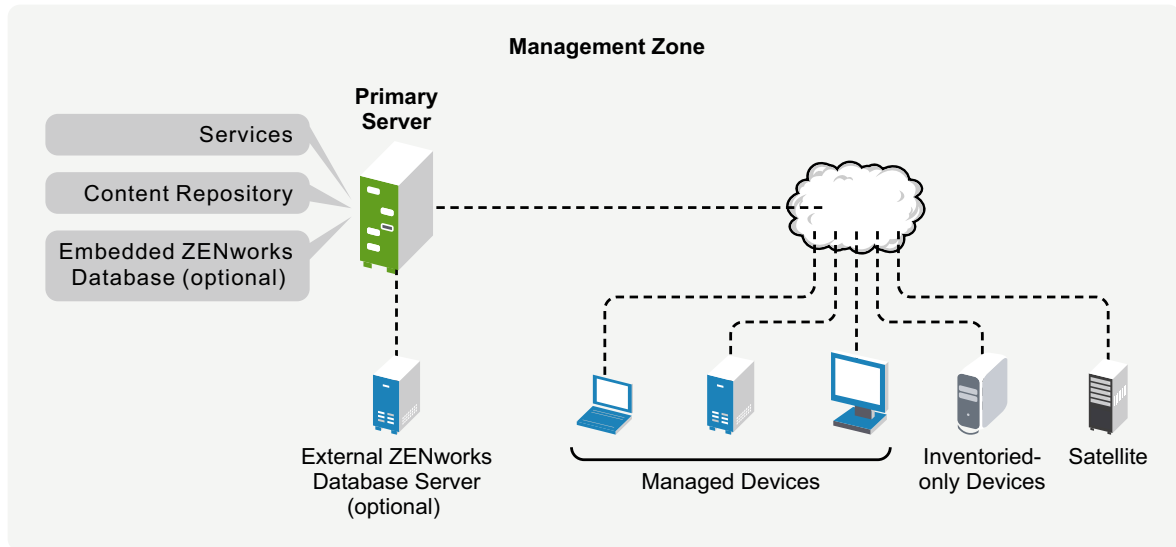 Management Zone
Primary
Server
Services
Content Repository
Embedded ZENworks
Database (optional)
External ZENworks
Database Server
(optional)
Managed Devices
Inventoried-
only Devices
Satellite